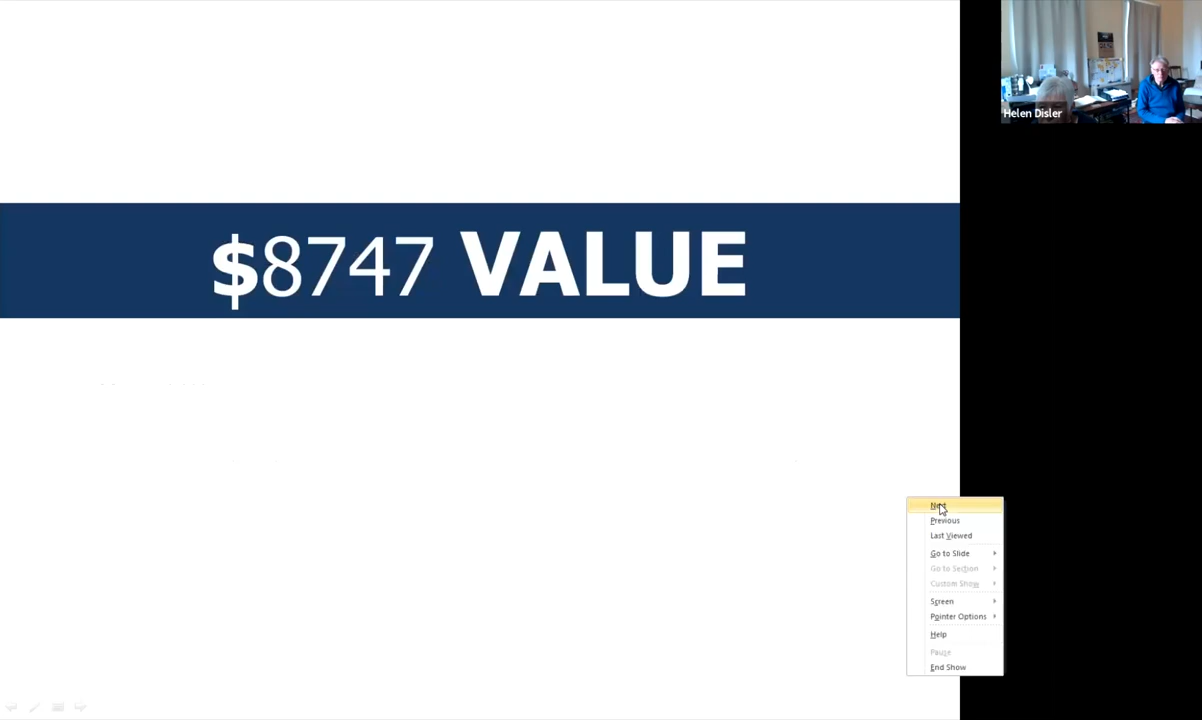 Helen Disler
$8747 VALUE
Next
Previous
Last Viewed
Go to Slide
Go to Section
Custom Show
Screen
Pointer Options
Help
Pause
End Show